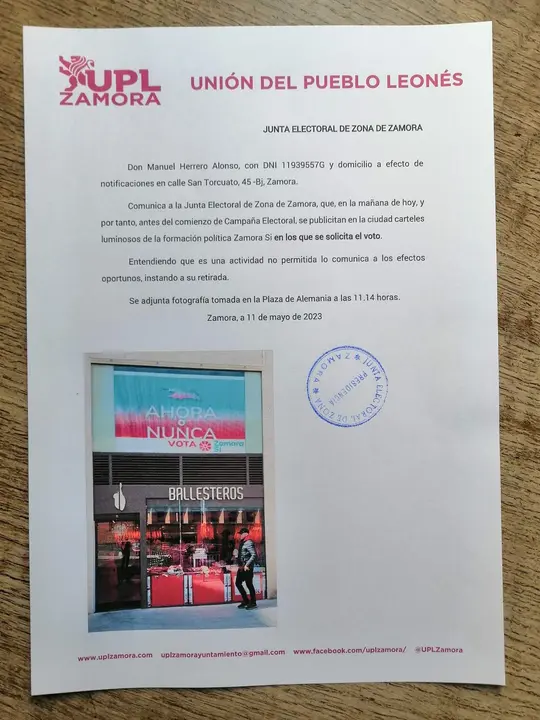 UPL
ZAMORA
UNIÓN DEL PUEBLO LEONÉS
JUNTA ELECTORAL DE ZONA DE ZAMORA
Don Manuel Herrero Alonso, con DNI 11939557G y domicilio a efecto de
notificaciones en calle San Torcuato, 45 -Bj, Zamora.
Comunica a la Junta Electoral de Zona de Zamora, que, en la mañana de hoy, y
por tanto, antes del comienzo de Campaña Electoral, se publicitan en la ciudad carteles
luminosos de la formación política Zamora Si en los que se solicita el voto.
Entendiendo que es una actividad no permitida lo comunica a los efectos
oportunos, instando a su retirada.
Se adjunta fotografía tomada en la Plaza de Alemania a las 11:14 horas.
Zamora, a 11 de mayo de 2023
JUNTA ELECTORAL DE ZONA ★ ZAMORA ★
PRESIDENCIA
AHORA
o
NUNCA
VOTA
Zamora
Sí
BALLESTEROS
www.uplzamora.com uplzamorayuntamiento@gmail.com www.facebook.com/uplzamora/ @UPLZamora